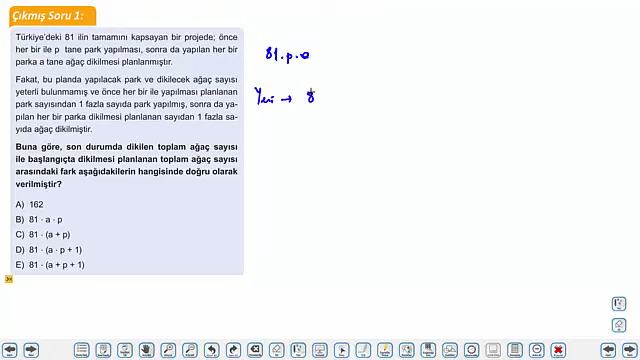 Çıkmış Soru 1:
Türkiye'deki 81 ilin tamamını kapsayan bir projede; önce
her bir ile p tane park yapılması, sonra da yapılan her bir
parka a tane ağaç dikilmesi planlanmıştır.
Fakat, bu planda yapılacak park ve dikilecek ağaç sayısı
yeterli bulunmamış ve önce her bir ile yapılması planlanan
park sayısından 1 fazla sayıda park yapılmış, sonra da ya-
pılan her bir parka dikilmesi planlanan sayıdan 1 fazla sa-
yıda ağaç dikilmiştir.
Buna göre, son durumda dikilen toplam ağaç sayısı
ile başlangıçta dikilmesi planlanan toplam ağaç sayısı
arasındaki fark aşağıdakilerin hangisinde doğru olarak
verilmiştir?
A) 162
B) 81 · a · p
C) 81 · (a + p)
D) 81 · (a · p + 1)
E) 81 · (a + p + 1)
81 . p . a
Yeni → 8